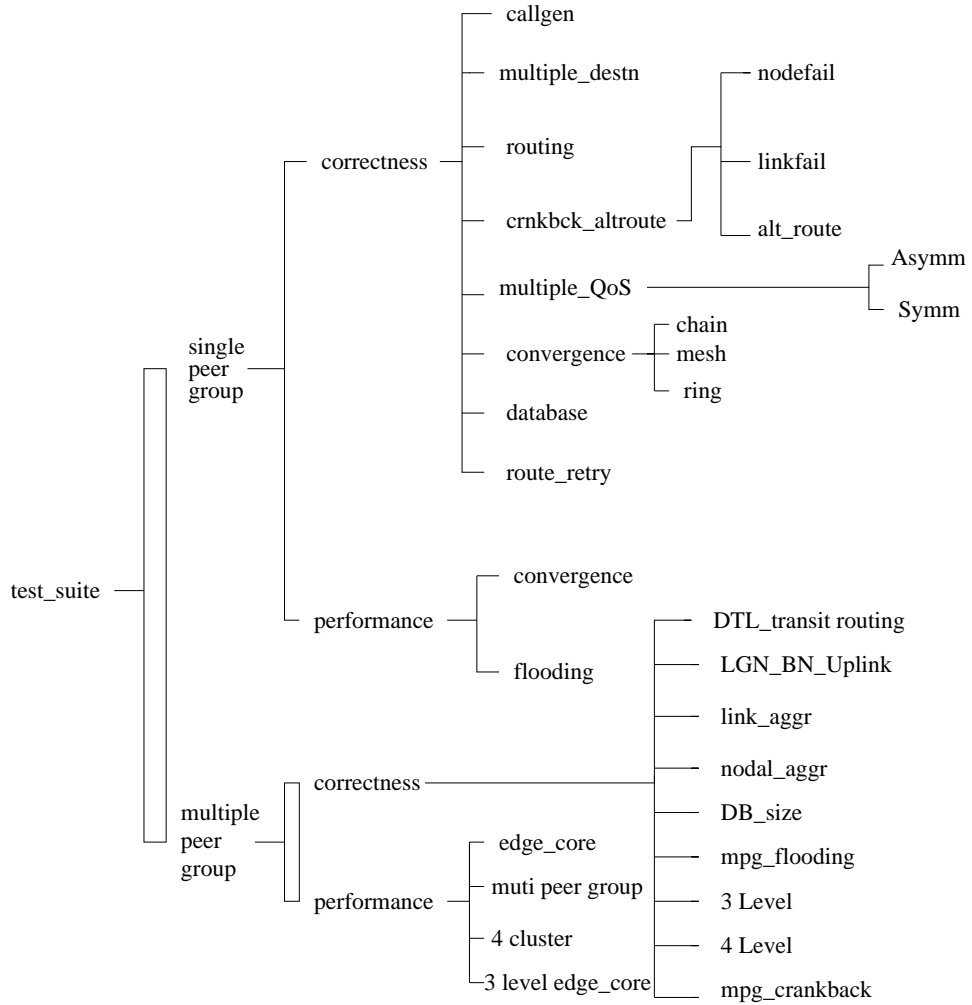 callgen
multiple_destn
nodefail
routing
correctness
linkfail
crnkbck_altroute
alt_route
Asymm
multiple_QoS
Symm
chain
single
peer
group
convergence
mesh
ring
database
route_retry
test_suite
convergence
performance
DTL_transit routing
LGN_BN_Uplink
flooding
link_aggr
nodal_aggr
correctness
multiple
peer
group
DB_size
edge_core
mpg_flooding
muti peer group
performance
3 Level
4 cluster
4 Level
3 level edge_core
mpg_crankback